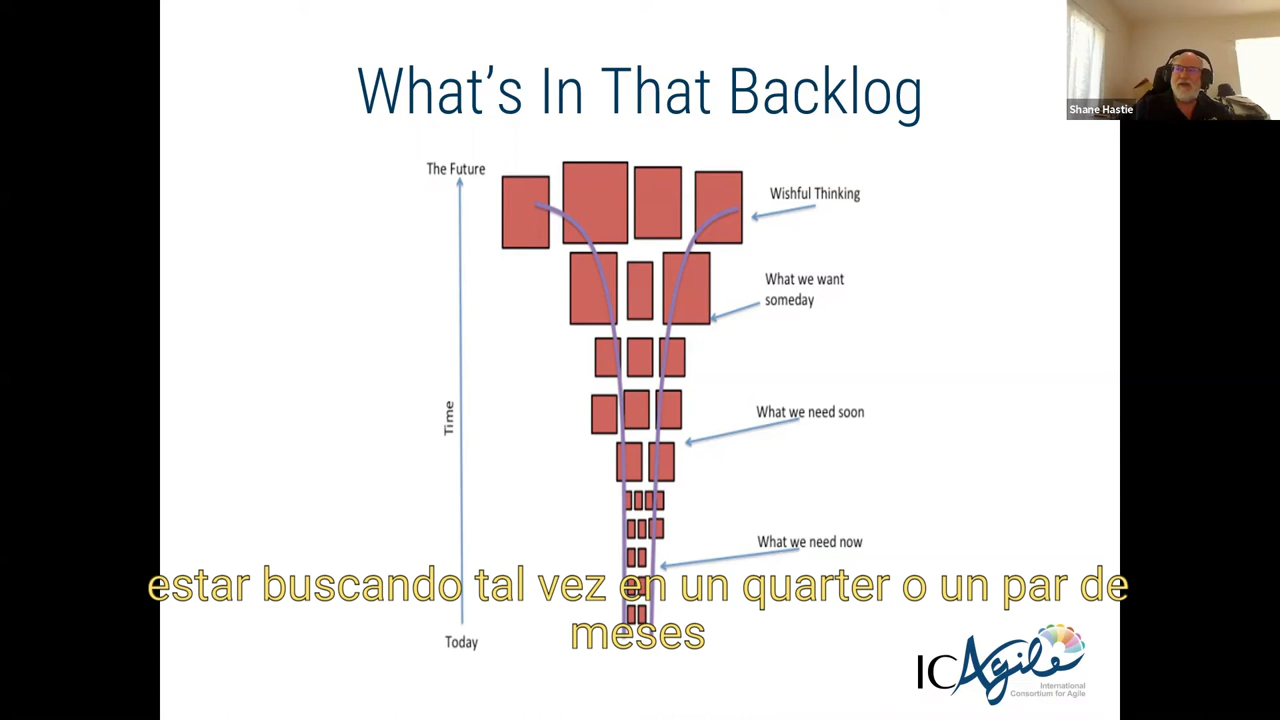 What's In That Backlog
Shane Hastie
The Future
Wishful Thinking
What we want
someday
Time
What we need soon
What we need now
estar buscando tal vez en un quarter o un par de
meses
Today
ICAgile
International
Consortium for Agile